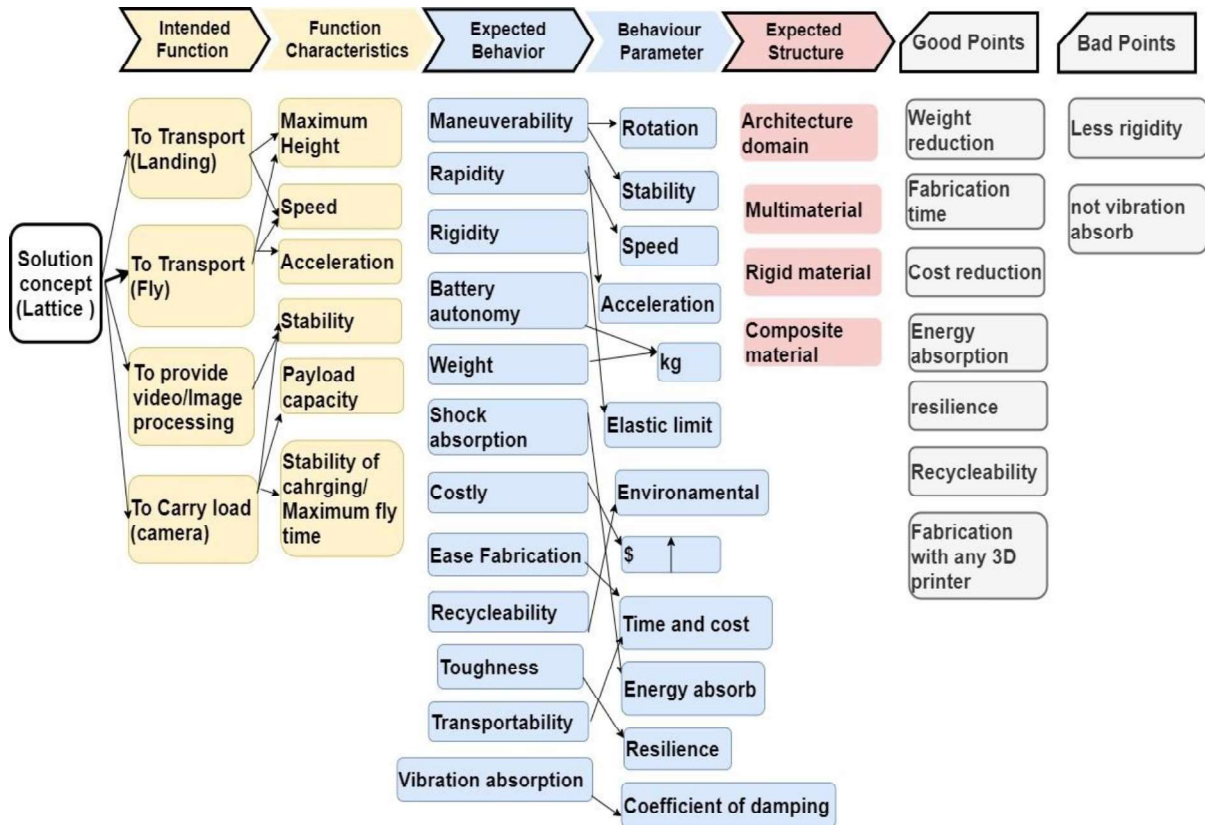 Intended
Function
Function
Characteristics
Expected
Behavior
Behaviour
Parameter
Expected
Structure
Good Points
Bad Points
Solution
concept
(Lattice )
To Transport
(Landing)
To Transport
(Fly)
To provide
video/Image
processing
To Carry load
(camera)
Maximum
Height
Speed
Acceleration
Stability
Payload
capacity
Stability of
cahrging/
Maximum fly
time
Maneuverability
Rapidity
Rigidity
Battery
autonomy
Weight
Shock
absorption
Costly
Ease Fabrication
Recycleability
Toughness
Transportability
Vibration absorption
Rotation
Stability
Speed
Acceleration
kg
Elastic limit
Environamental
$
Time and cost
Energy absorb
Resilience
Coefficient of damping
Architecture
domain
Multimaterial
Rigid material
Composite
material
Weight
reduction
Fabrication
time
Cost reduction
Energy
absorption
resilience
Recycleability
Fabrication
with any 3D
printer
Less rigidity
not vibration
absorb